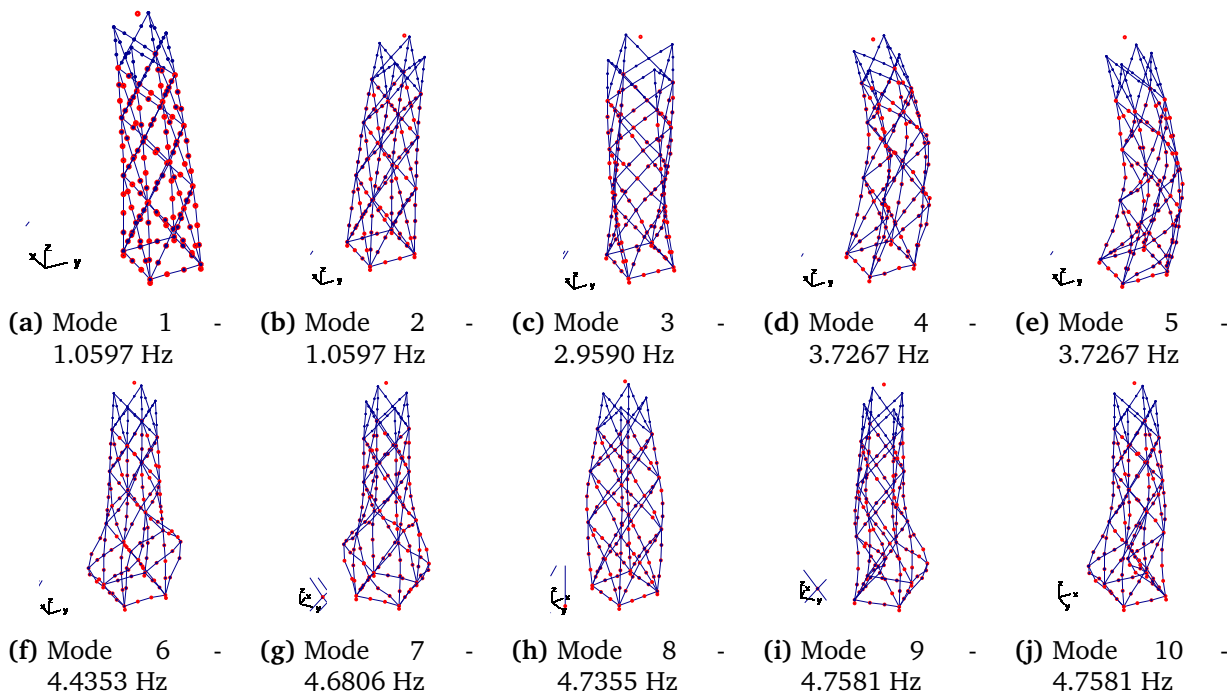 z
x
y
z
x
y
z
x
y
z
x
y
z
x
y
(a) Mode 1 - (b) Mode 2 - (c) Mode 3 - (d) Mode 4 - (e) Mode 5 -
1.0597 Hz 1.0597 Hz 2.9590 Hz 3.7267 Hz 3.7267 Hz
z
x
y
z
x
y
z
x
y
z
x
y
z
x
y
(f) Mode 6 - (g) Mode 7 - (h) Mode 8 - (i) Mode 9 - (j) Mode 10 -
4.4353 Hz 4.6806 Hz 4.7355 Hz 4.7581 Hz 4.7581 Hz